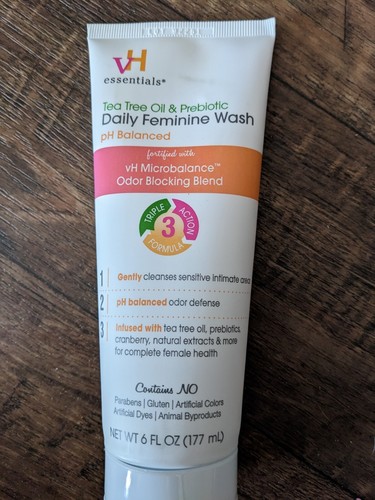 vH
essentials®
Tea Tree Oil & Prebiotic
Daily Feminine Wash
pH Balanced
fortified with
vH Microbalance™
Odor Blocking Blend
TRIPLE
ACTION
3
FORMULA
1 Gently cleanses sensitive intimate area
2 pH balanced odor defense
3 Infused with tea tree oil, prebiotics,
cranberry, natural extracts & more
for complete female health
Contains NO
Parabens | Gluten | Artificial Colors
Artificial Dyes | Animal Byproducts
NET WT 6 FL OZ (177 mL)